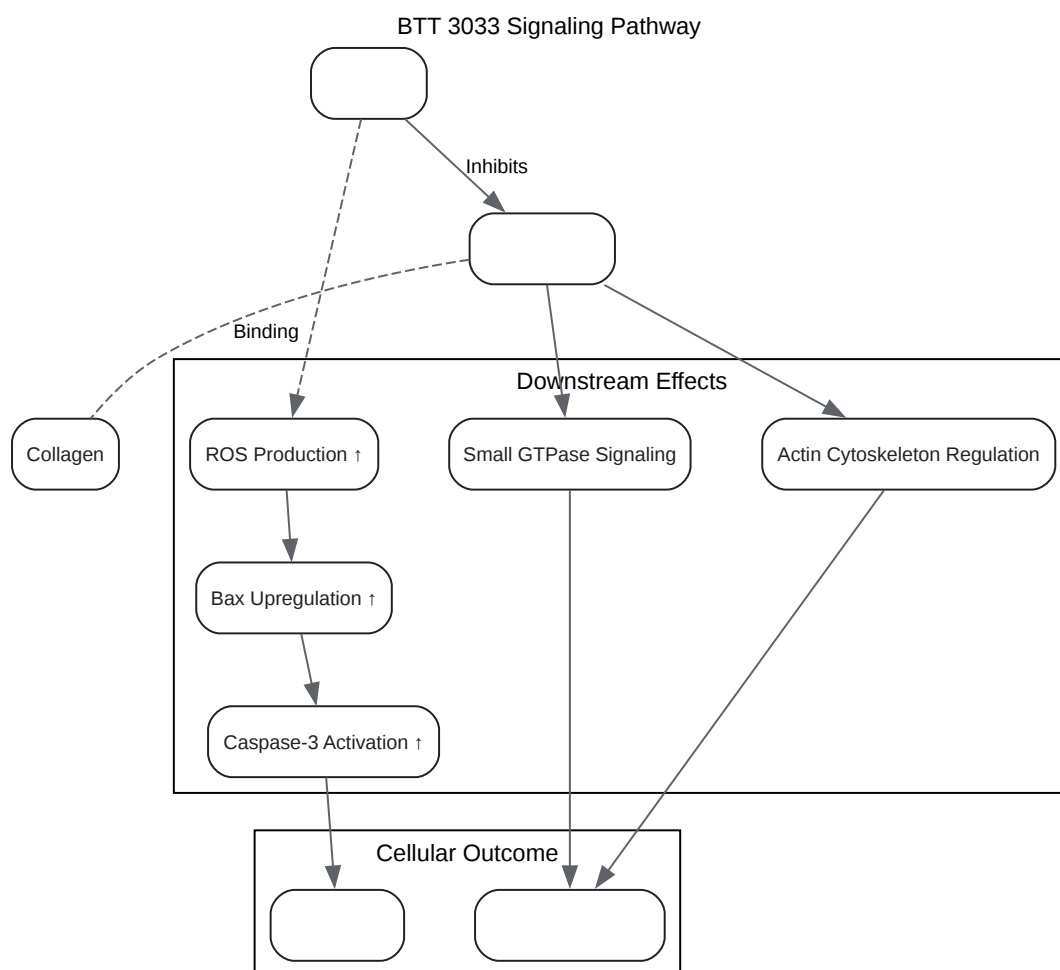 BTT 3033 Signaling Pathway
Inhibits
Binding
Downstream Effects
Collagen
ROS Production ↑
Small GTPase Signaling
Actin Cytoskeleton Regulation
Bax Upregulation ↑
Caspase-3 Activation ↑
Cellular Outcome